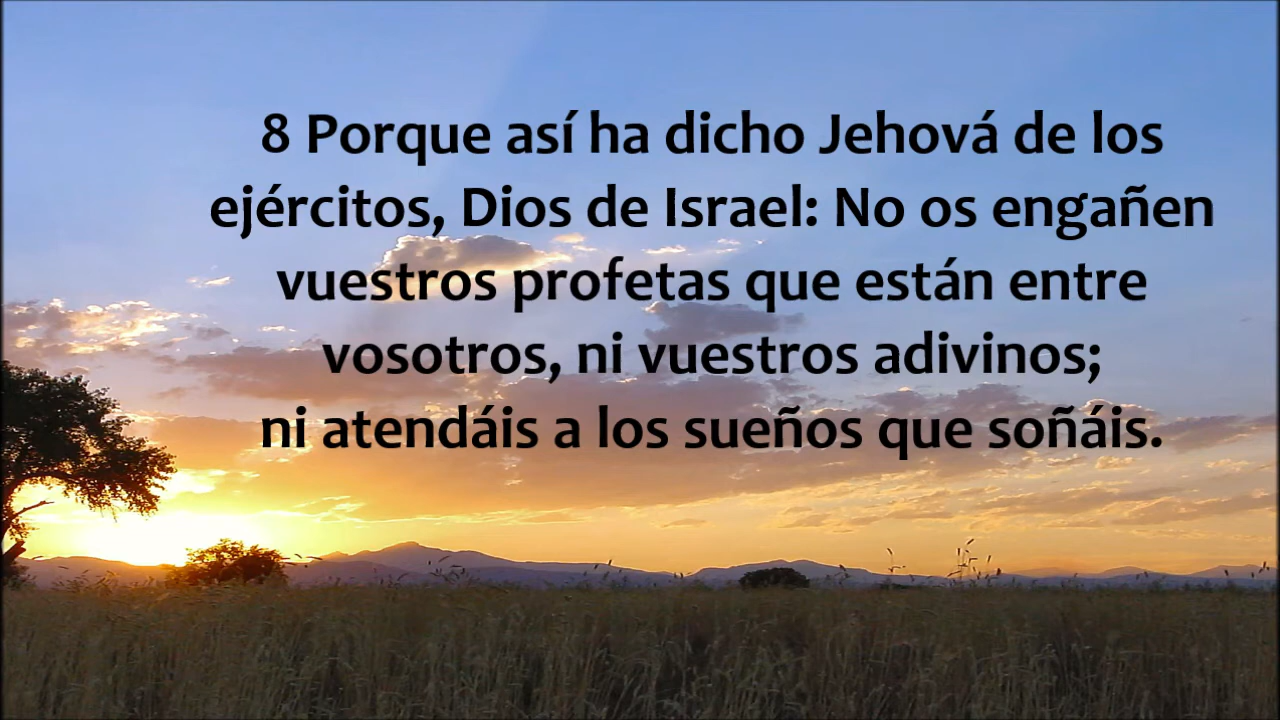 8 Porque así ha dicho Jehová de los
ejércitos, Dios de Israel: No os engañen
vuestros profetas que están entre
vosotros, ni vuestros adivinos;
ni atendáis a los sueños que soñáis.